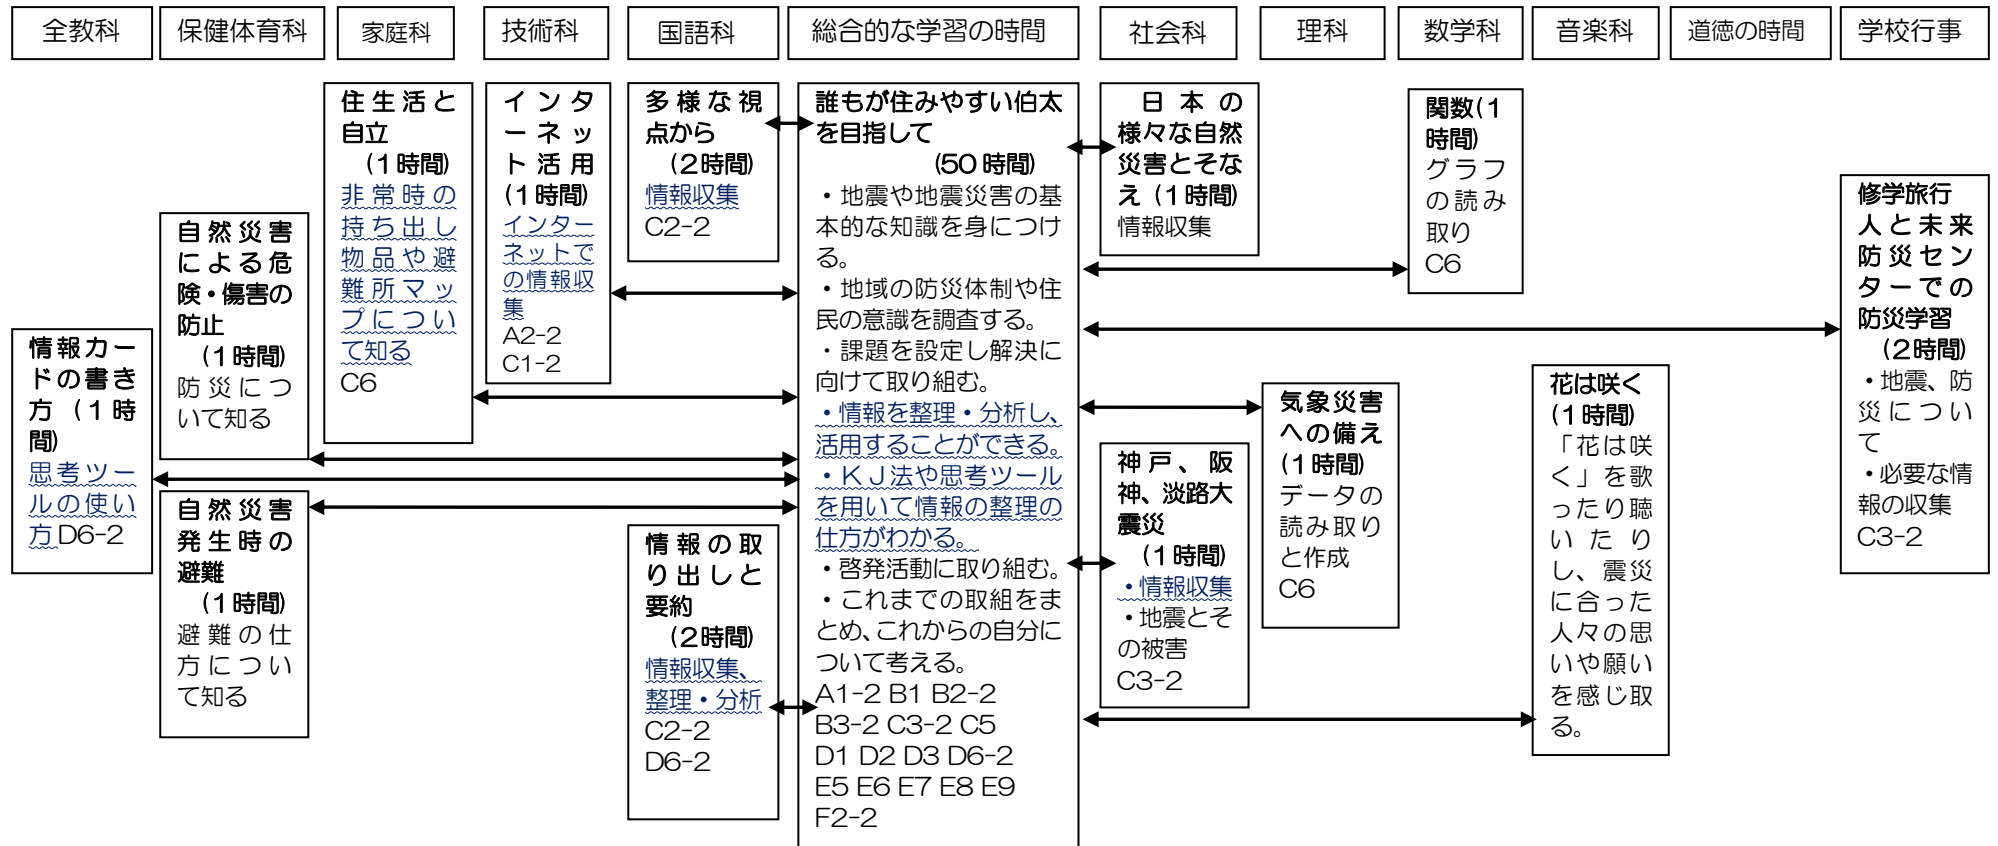 全教科
保健体育科
家庭科
技術科
国語科
総合的な学習の時間
社会科
理科
数学科
音楽科
道徳の時間
学校行事
情報カー
ドの書き
方（１時
間)
思考ツー
ルの使い
方 D6-2
自然災害
による危
険・傷害の
防止
（１時間)
防災につ
いて知る
自然災害
発生時の
避難
（１時間)
避難の仕
方につい
て知る
住生活と
自立
（１時間)
非常時の
持ち出し
物品や避
難所マッ
プについ
て知る
C6
インタ
ーネッ
ト活用
(１時間)
インター
ネットで
の情報収
集
A2-2
C1-2
多様な視
点から
（２時間)
情報収集
C2-2
情報の取
り出しと
要約
（２時間)
情報収集、
整理・分析
C2-2
D6-2
誰もが住みやすい伯太
を目指して
(50 時間)
・地震や地震災害の基
本的な知識を身につけ
る。
・地域の防災体制や住
民の意識を調査する。
・課題を設定し解決に
向けて取り組む。
・情報を整理・分析し、
活用することができる。
・ＫＪ法や思考ツール
を用いて情報の整理の
仕方がわかる。
・啓発活動に取り組む。
・これまでの取組をま
とめ、これからの自分に
ついて考える。
A1-2 B1 B2-2
B3-2 C3-2 C5
D1 D2 D3 D6-2
E5 E6 E7 E8 E9
F2-2
日本の
様々な自然
災害とそな
え（１時間)
情報収集
神戸、阪
神、淡路大
震災
（１時間)
・情報収集
・地震とそ
の被害
C3-2
気象災害
への備え
(１時間)
データの
読み取り
と作成
C6
関数(１
時間)
グラフ
の読み
取り
C6
花は咲く
(１時間)
「花は咲
く」を歌
ったり聴
いたり
し、震災
に合った
人々の思
いや願い
を感じ取
る。
修学旅行
人と未来
防災セン
ターでの
防災学習
（２時間)
・地震、防
災につい
て
・必要な情
報の収集
C3-2